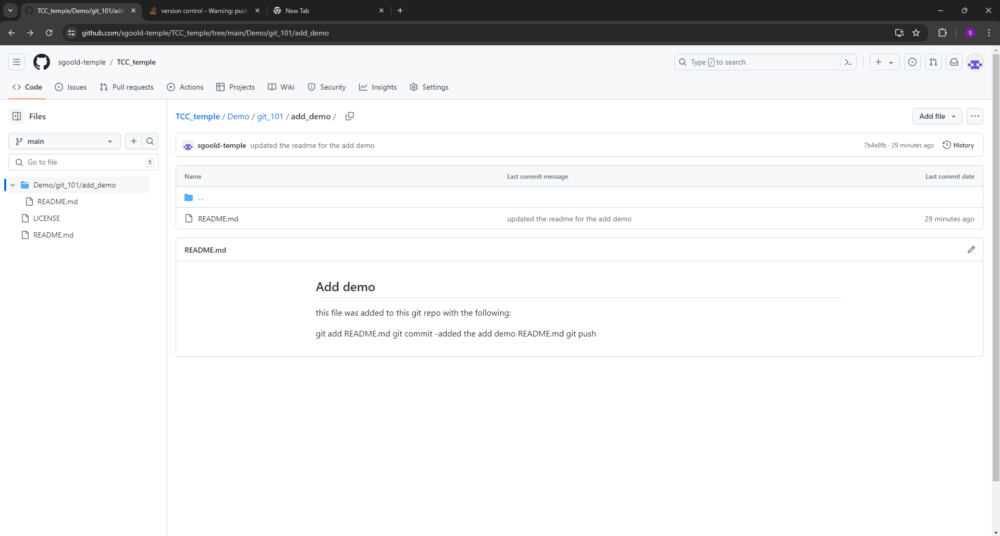 TCC_temple/Demo/git_101/add
version control - Warning: push
New Tab
github.com/sgoold-temple/TCC_temple/tree/main/Demo/git_101/add_demo
S
sgoold-temple / TCC_temple
Type / to search
Code
Issues
Pull requests
Actions
Projects
Wiki
Security
Insights
Settings
Files
main
Go to file
t
Demo/git_101/add_demo
README.md
LICENSE
README.md
TCC_temple / Demo / git_101 / add_demo /
Add file
sgoold-temple updated the readme for the add demo
7b4e8fb · 29 minutes ago
History
Name
Last commit message
Last commit date
..
README.md
updated the readme for the add demo
29 minutes ago
README.md
Add demo
this file was added to this git repo with the following:
git add README.md git commit -added the add demo README.md git push